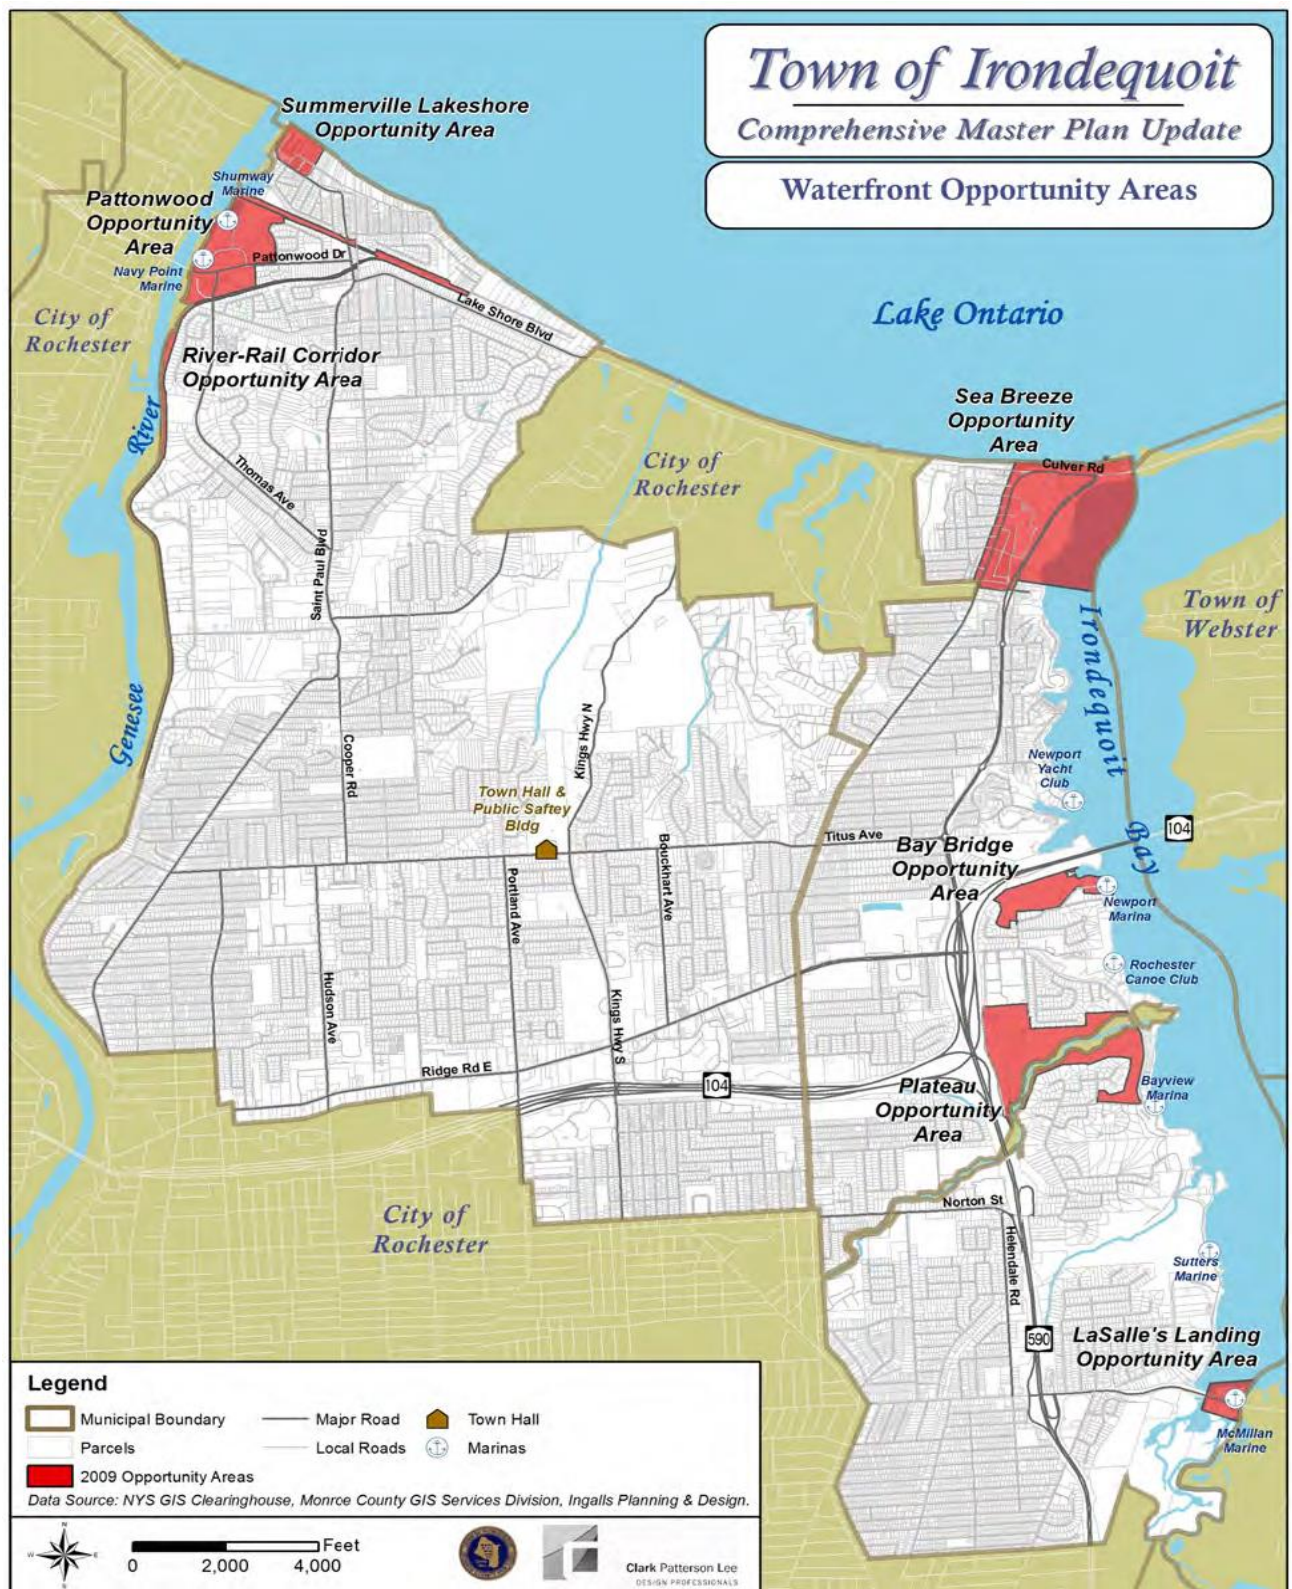 Town of Irondequoit
Comprehensive Master Plan Update
Waterfront Opportunity Areas
Summerville Lakeshore
Opportunity Area
Shumway
Marine
Pattonwood
Opportunity
Area
Pattonwood Dr
Navy Point
Marine
Lake Shore Blvd
City of
Rochester
Lake Ontario
River-Rail Corridor
Opportunity Area
Sea Breeze
Opportunity
Area
River
Culver Rd
City of
Rochester
Thomas Ave
Saint Paul Blvd
Town of
Webster
Irondequoit
Genesee
Cooper Rd
Kings Hwy N
Newport
Yacht
Club
Town Hall &
Public Saftey
Bldg
Bay
104
Titus Ave
Bay Bridge
Opportunity
Area
Bouckhart Ave
Portland Ave
Newport
Marina
Rochester
Canoe Club
Hudson Ave
Kings Hwy S
Ridge Rd E
104
Plateau
Opportunity
Area
Bayview
Marina
Norton St
City of
Rochester
Helendale Rd
Sutters
Marine
590
LaSalle's Landing
Opportunity Area
McMillan
Marine
Legend
Municipal Boundary
Major Road
Town Hall
Parcels
Local Roads
Marinas
2009 Opportunity Areas
Data Source: NYS GIS Clearinghouse, Monroe County GIS Services Division, Ingalls Planning & Design.
N
W
E
S
Feet
0 2,000 4,000
Clark Patterson Lee
DESIGN PROFESSIONALS